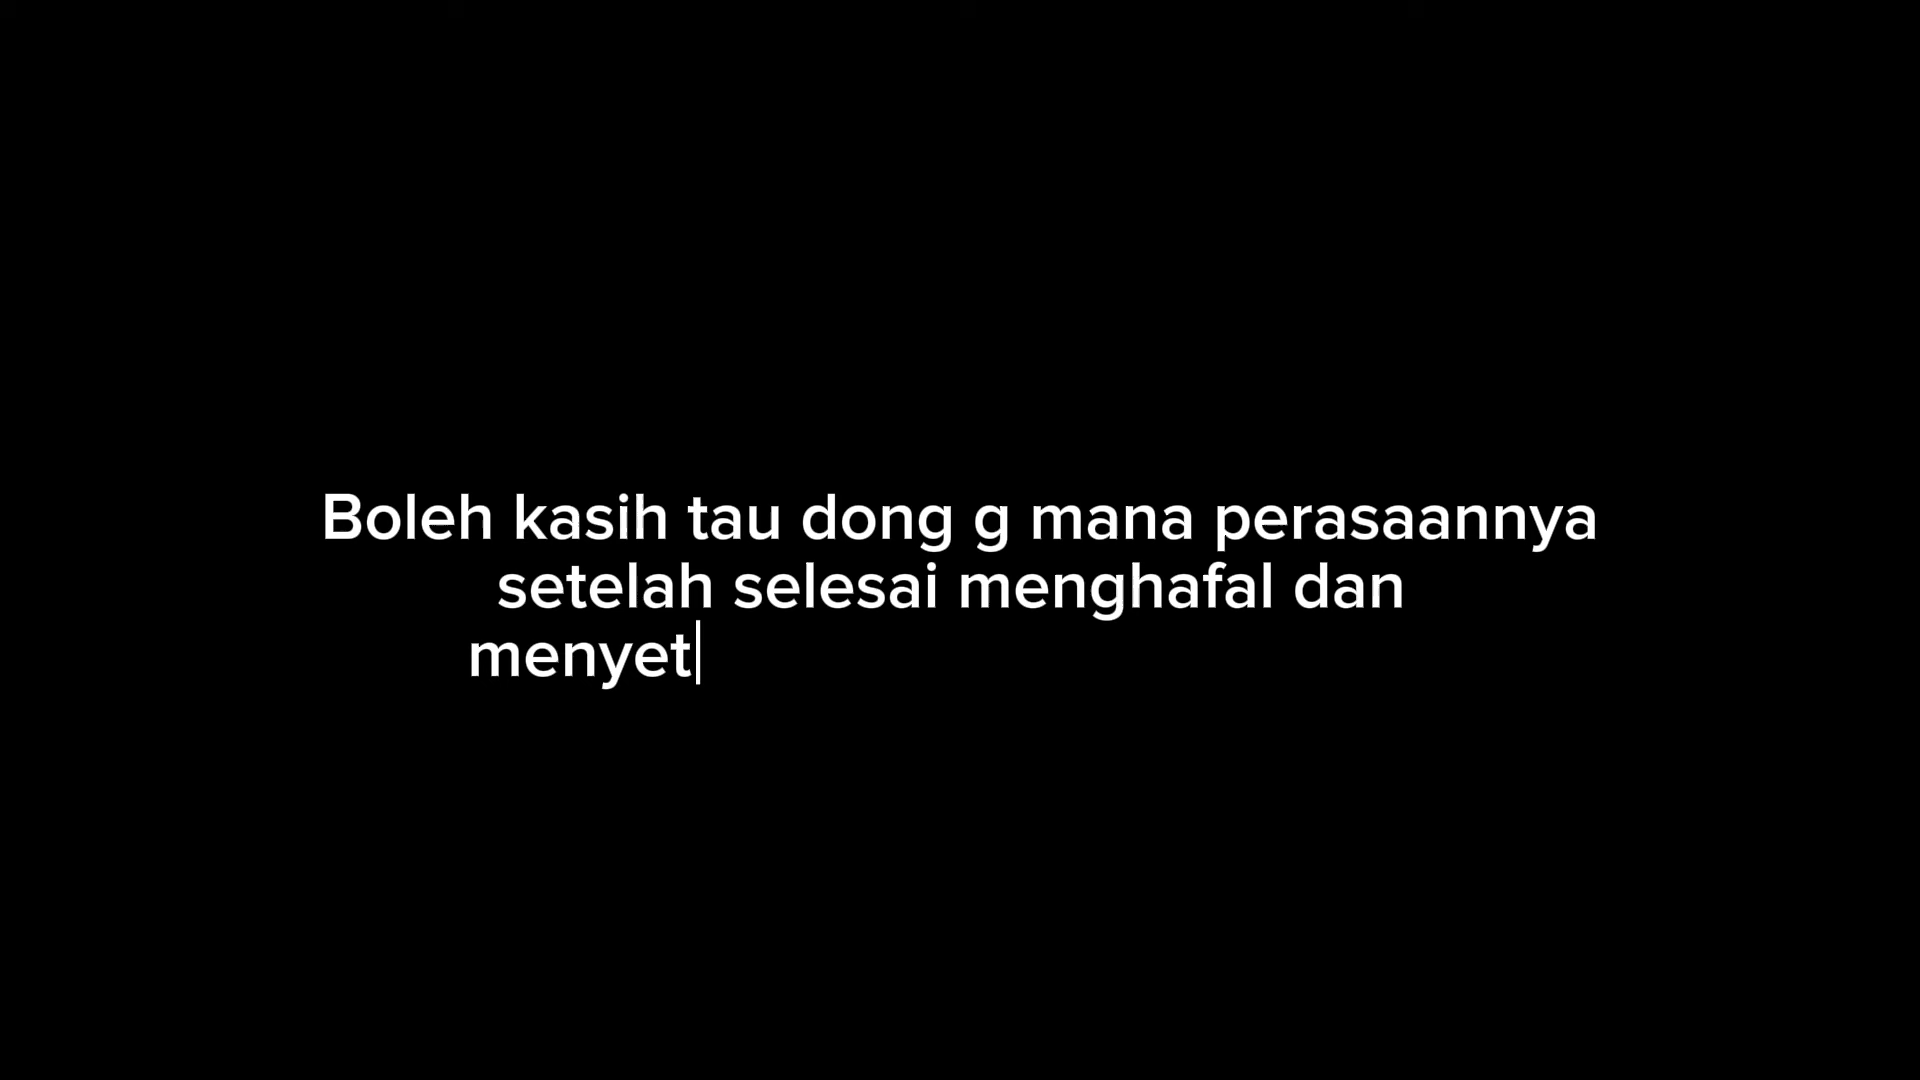 Boleh kasih tau dong g mana perasaannya
setelah selesai menghafal dan
menyet